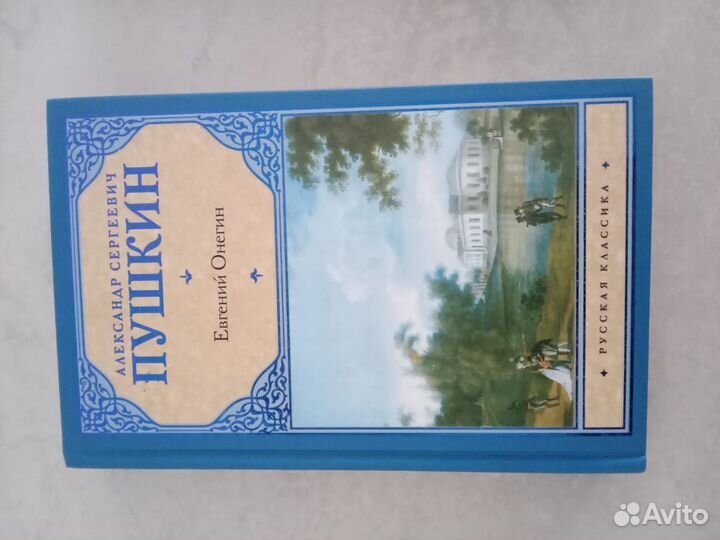 АЛЕКСАНДР СЕРГЕЕВИЧ
ПУШКИН
Евгений Онегин
РУССКАЯ КЛАССИКА
Avito